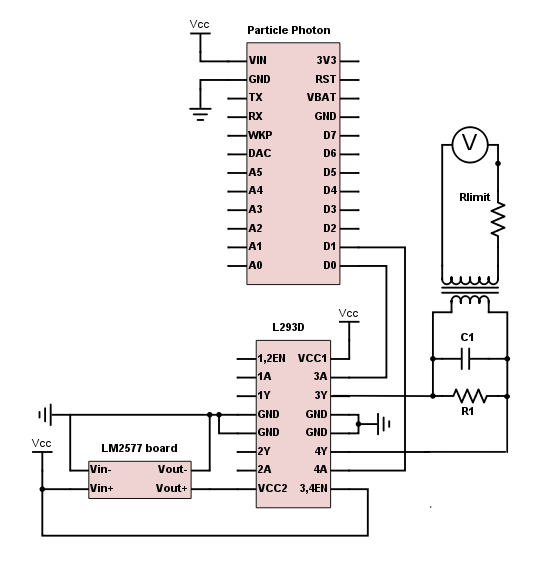 Vcc
Particle Photon
VIN 3V3
GND RST
TX VBAT
RX GND
WKP D7
DAC D6
A5 D5
A4 D4
A3 D3
A2 D2
A1 D1
A0 D0
V
Rlimit
Vcc
L293D
C1
1,2EN VCC1
1A 3A
1Y 3Y
R1
GND GND
GND GND
Vcc
LM2577 board
2Y 4Y
Vin- Vout-
2A 4A
Vin+ Vout+
VCC2 3,4EN